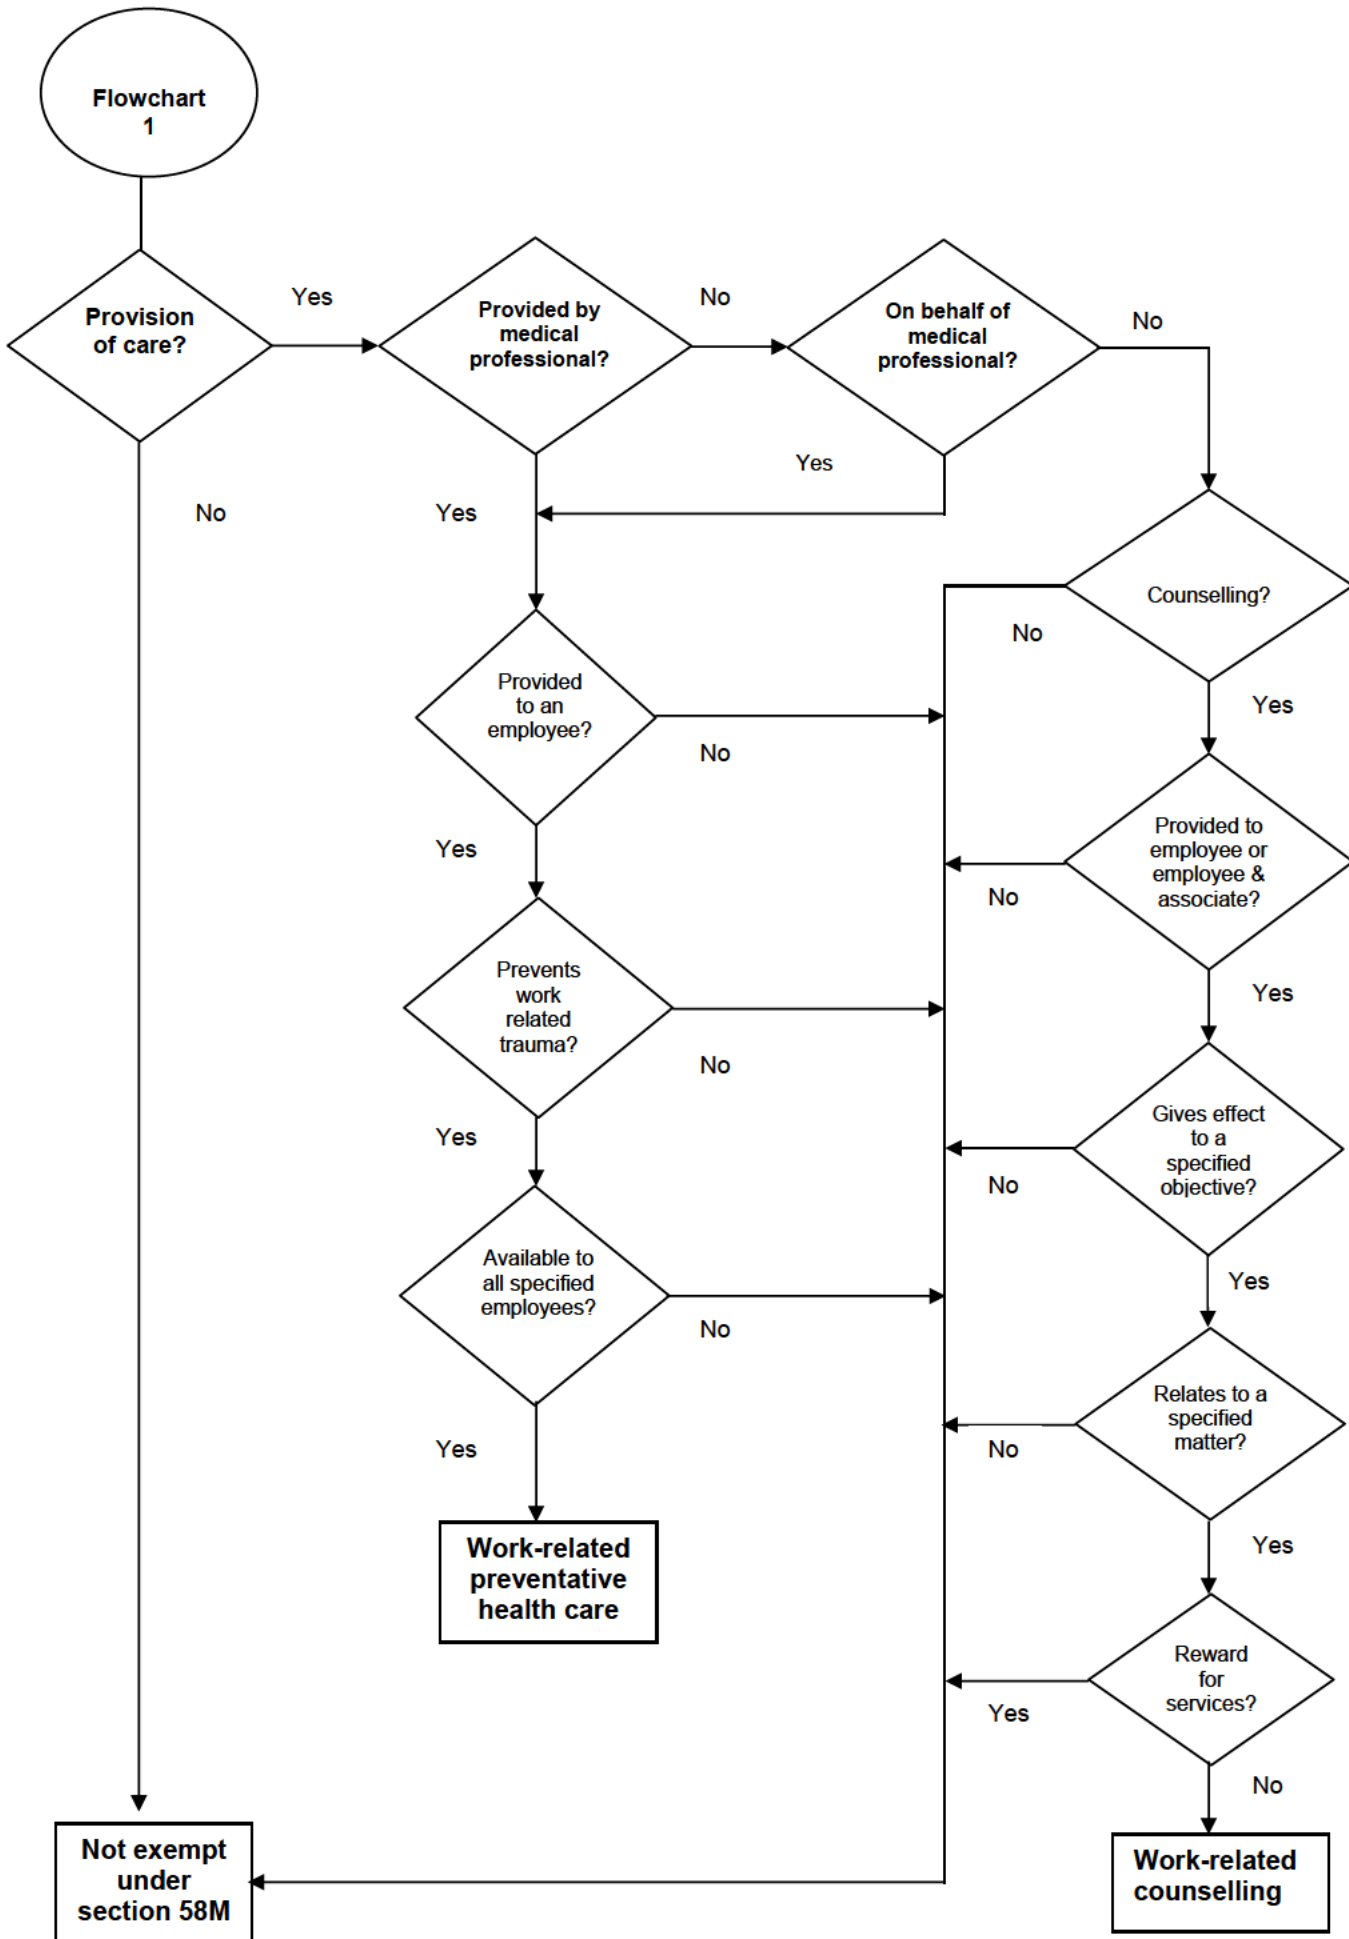 Flowchart
1
Provision
of care?
Yes
Provided by
medical
professional?
No
On behalf of
medical
professional?
No
No
Yes
Yes
Counselling?
No
Yes
Provided
to an
employee?
No
Yes
Provided to
employee or
employee &
associate?
No
Yes
Prevents
work
related
trauma?
No
Yes
Gives effect
to a
specified
objective?
No
Yes
Available to
all specified
employees?
No
Yes
Relates to a
specified
matter?
No
Yes
Work-related
preventative
health care
Reward
for
services?
Yes
No
Not exempt
under
section 58M
Work-related
counselling